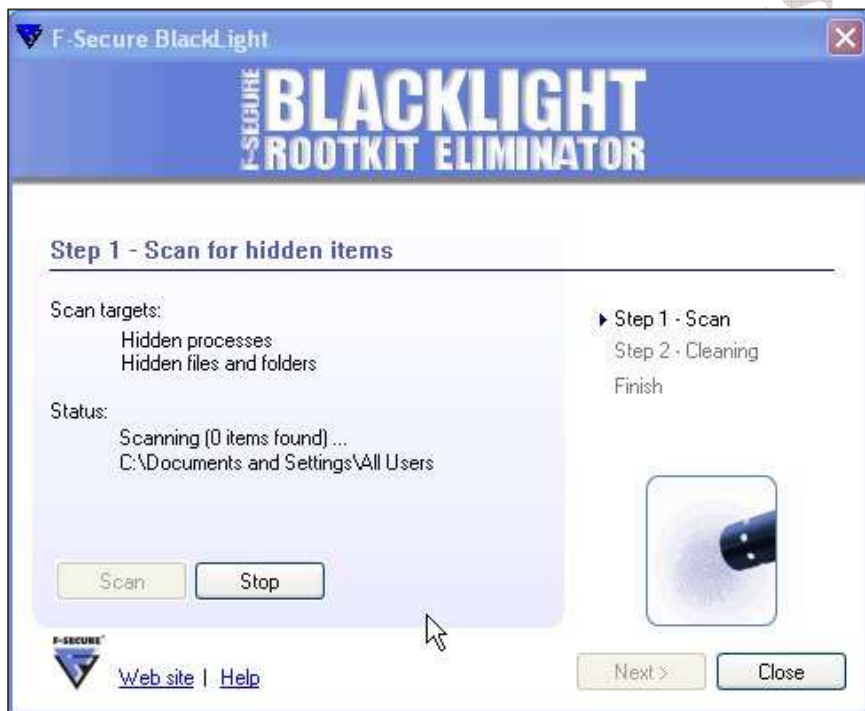 F-Secure BlackLight
F-SECURE
BLACKLIGHT
ROOTKIT ELIMINATOR
Step 1 - Scan for hidden items
Scan targets:
Hidden processes
Hidden files and folders
Status:
Scanning (0 items found) ...
C:\Documents and Settings\All Users
Scan Stop
Step 1 - Scan
Step 2 - Cleaning
Finish
F-SECURE
Web site | Help
Next > Close